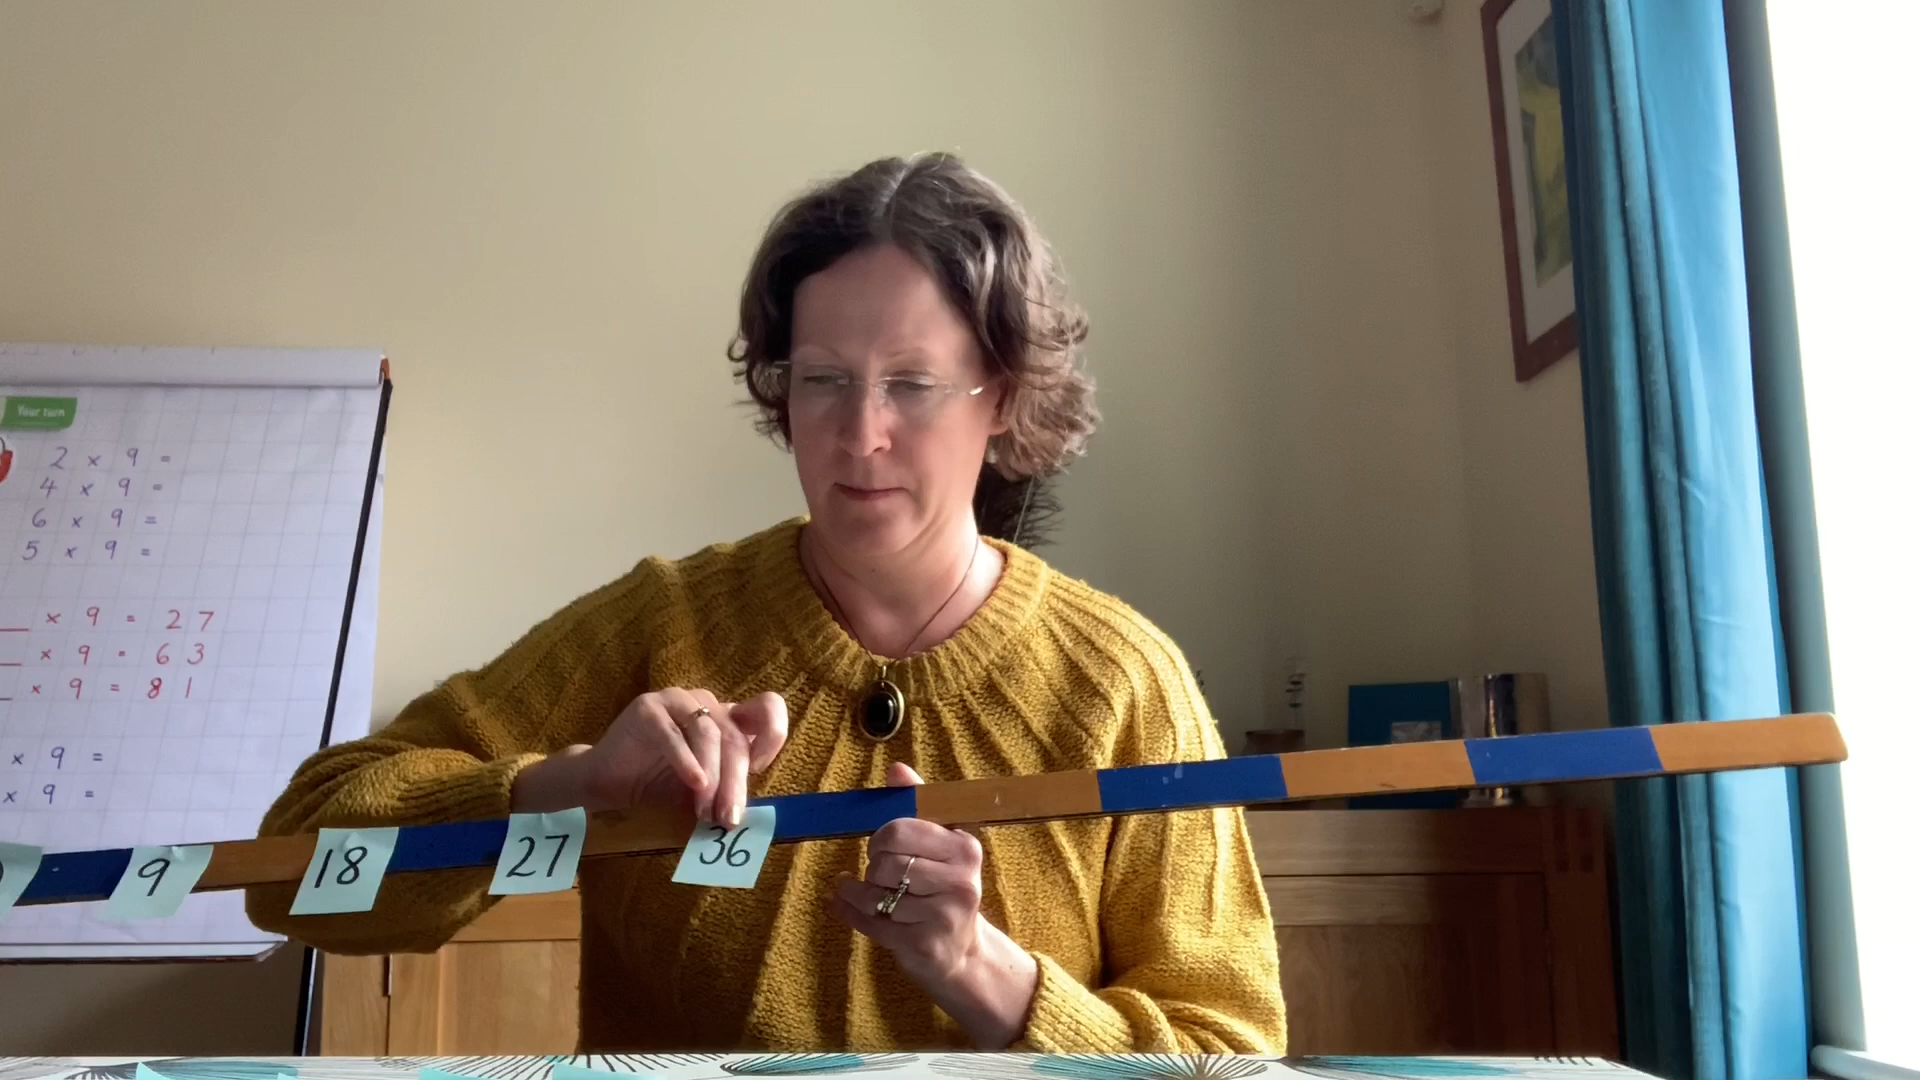 Your turn
2 × 9 =
4 × 9 =
6 × 9 =
5 × 9 =
_ × 9 = 27
_ × 9 = 63
_ × 9 = 81
× 9 =
× 9 =
9 18 27 36